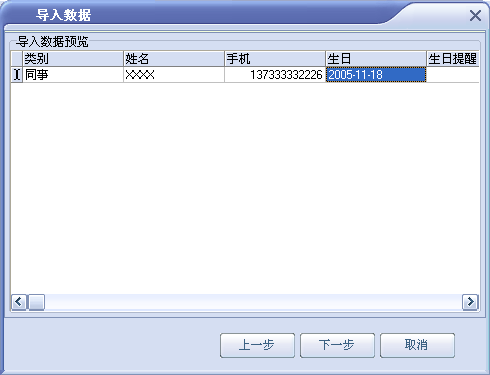 导入数据
导入数据预览
类别 姓名 手机 生日 生日提醒
同事 XXXX 137333332226 2005-11-18
上一步 下一步 取消